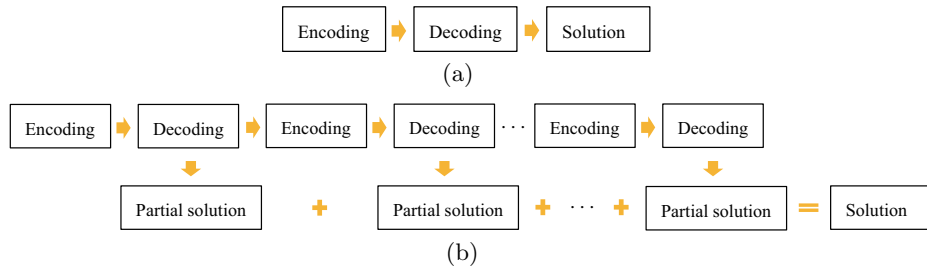 Encoding Decoding Solution
(a)
Encoding Decoding Encoding Decoding ··· Encoding Decoding
Partial solution + Partial solution + ··· + Partial solution = Solution
(b)